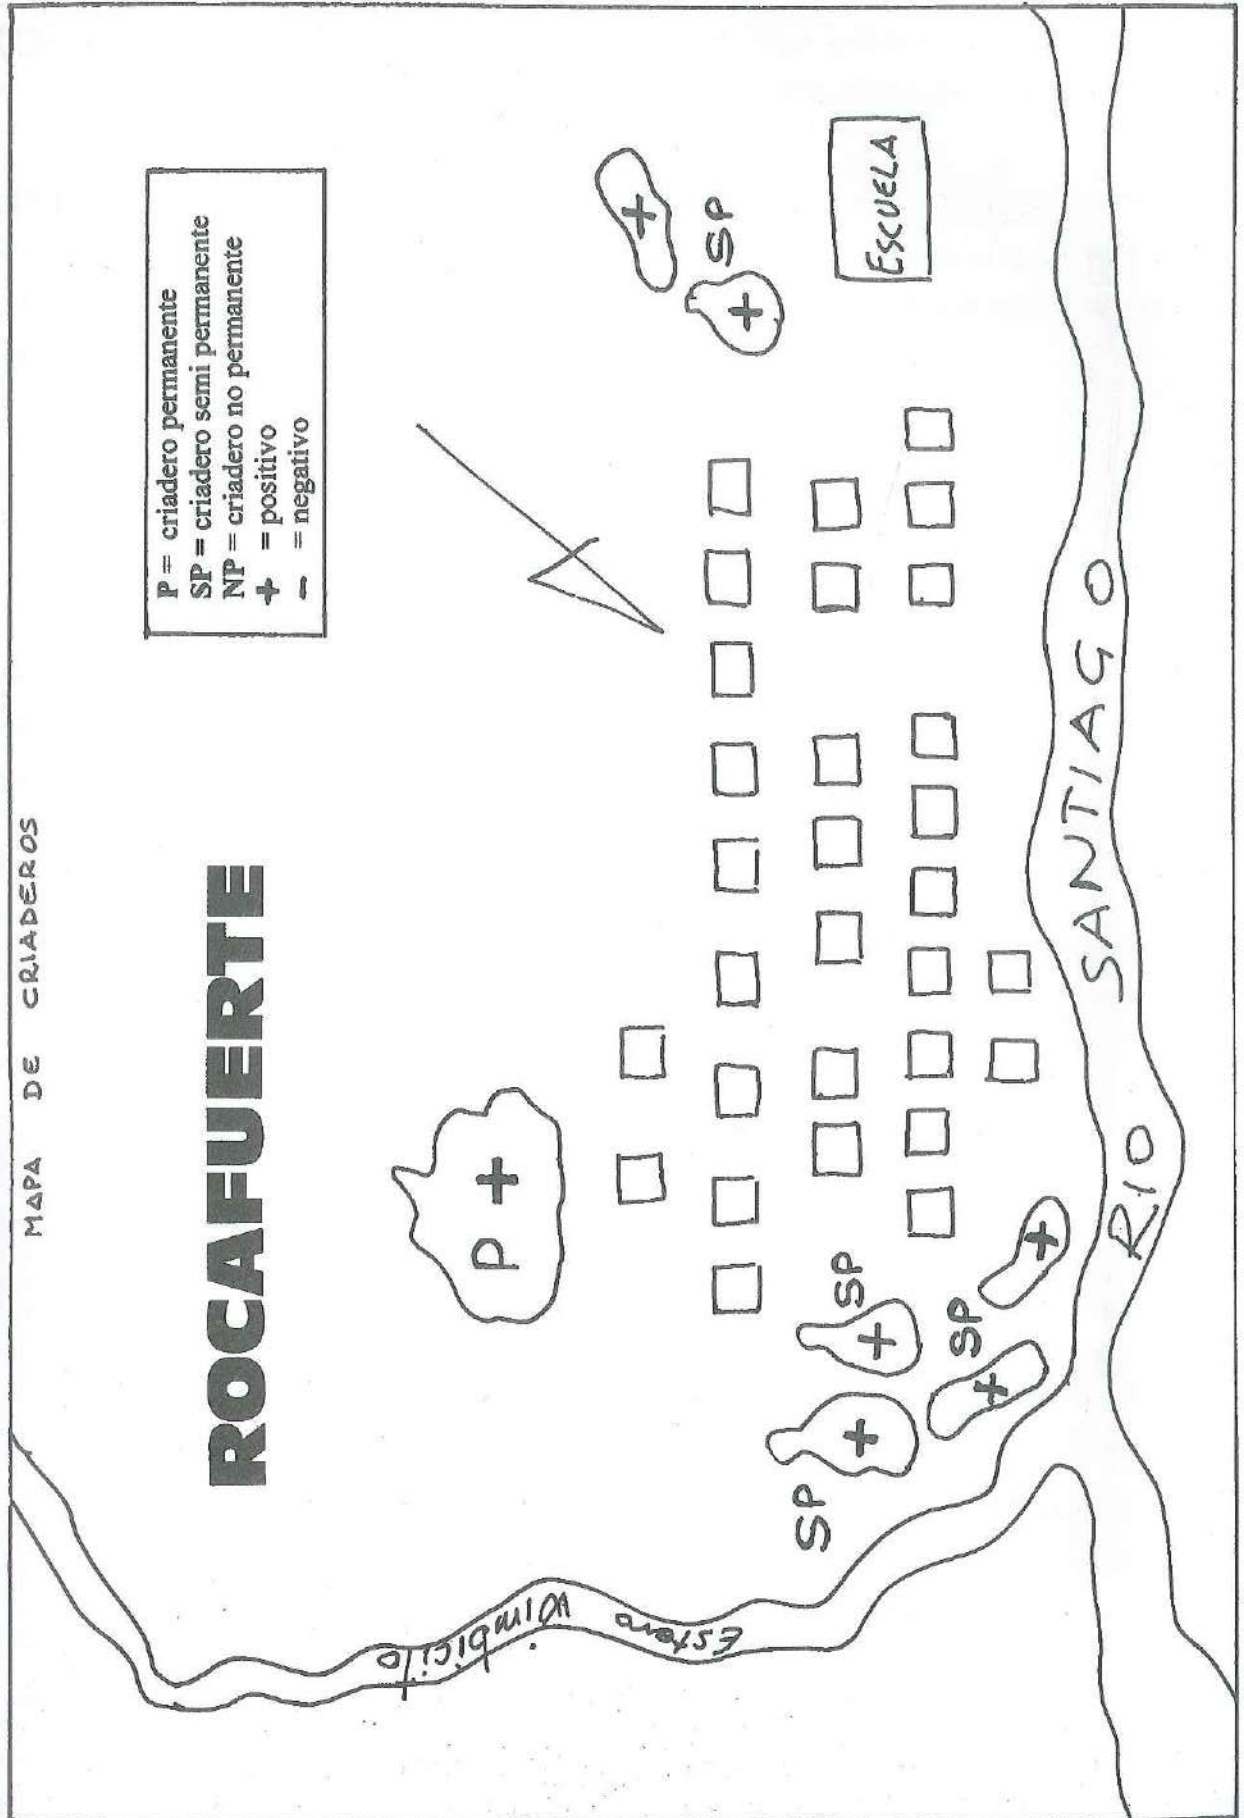 MAPA DE CRIADEROS
ROCAFUERTE
P = criadero permanente
SP = criadero semi permanente
NP = criadero no permanente
+ = positivo
- = negativo
P +
+
SP
+
ESCUELA
SP
+
SP
+
SP
+
+
Estero
RIO SANTIAGO